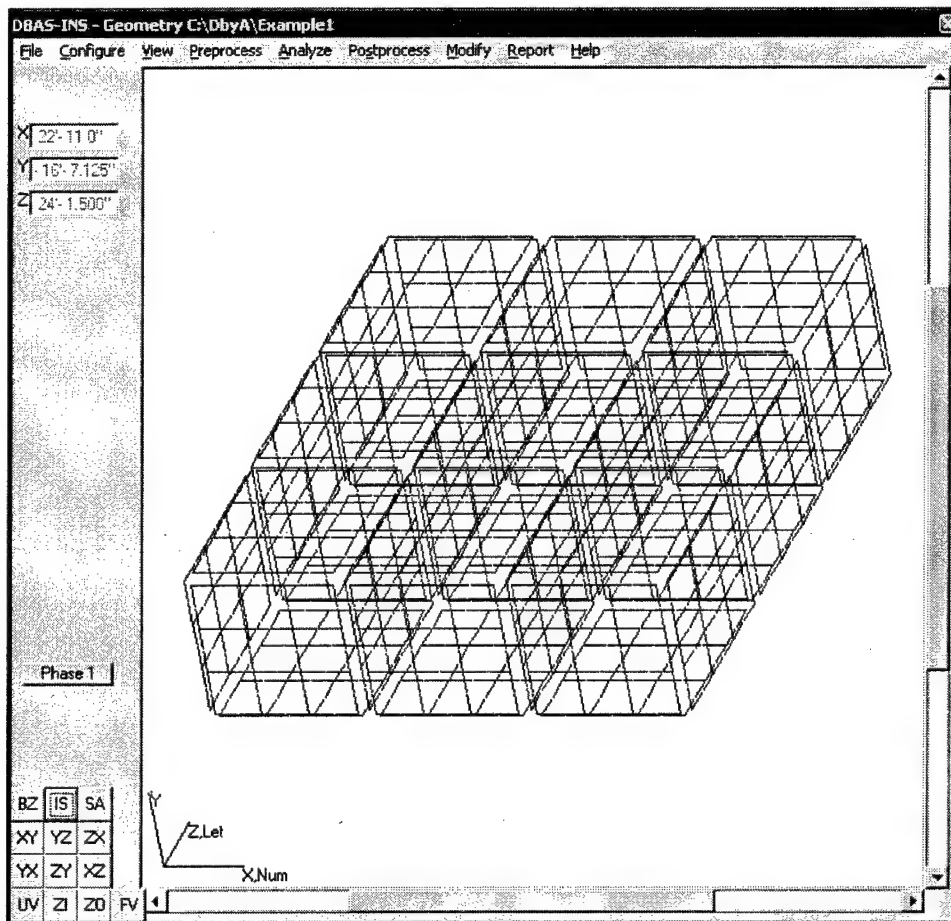 DBAS-INS - Geometry C:\DbyA\Example1
File Configure View Preprocess Analyze Postprocess Modify Report Help
X 22'-11 0"
Y - 16'- 7.125"
Z 24'- 1.500"
Phase 1
BZ IS SA
XY YZ ZX
YX ZY XZ
UV ZI ZO FV
Y
Z,Let
X,Num